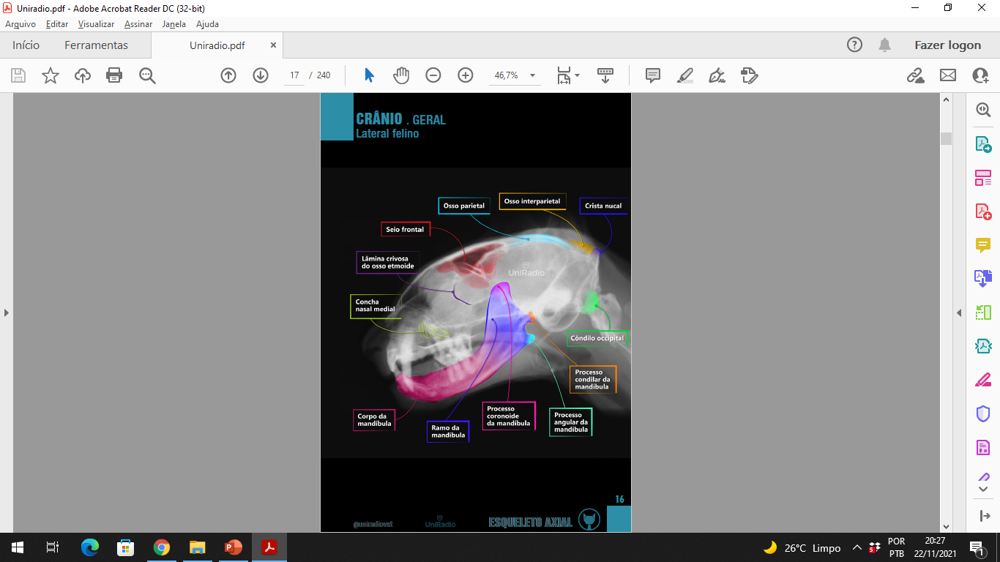 Uniradio.pdf - Adobe Acrobat Reader DC (32-bit)
Arquivo Editar Visualizar Assinar Janela Ajuda
Início Ferramentas Uniradio.pdf × Fazer logon
17 / 240 46,7%
CRÂNIO . GERAL
Lateral felino
Osso parietal
Osso interparietal
Crista nucal
Seio frontal
Lâmina crivosa
do osso etmoide
UniRadio
Concha
nasal medial
Côndilo occipital
Processo
condilar da
mandíbula
Corpo da
mandíbula
Ramo da
mandíbula
Processo
coronoide
da mandíbula
Processo
angular da
mandíbula
16
@uniradiovet UniRadio ESQUELETO AXIAL
26°C Limpo
POR
PTB
20:27
22/11/2021
1